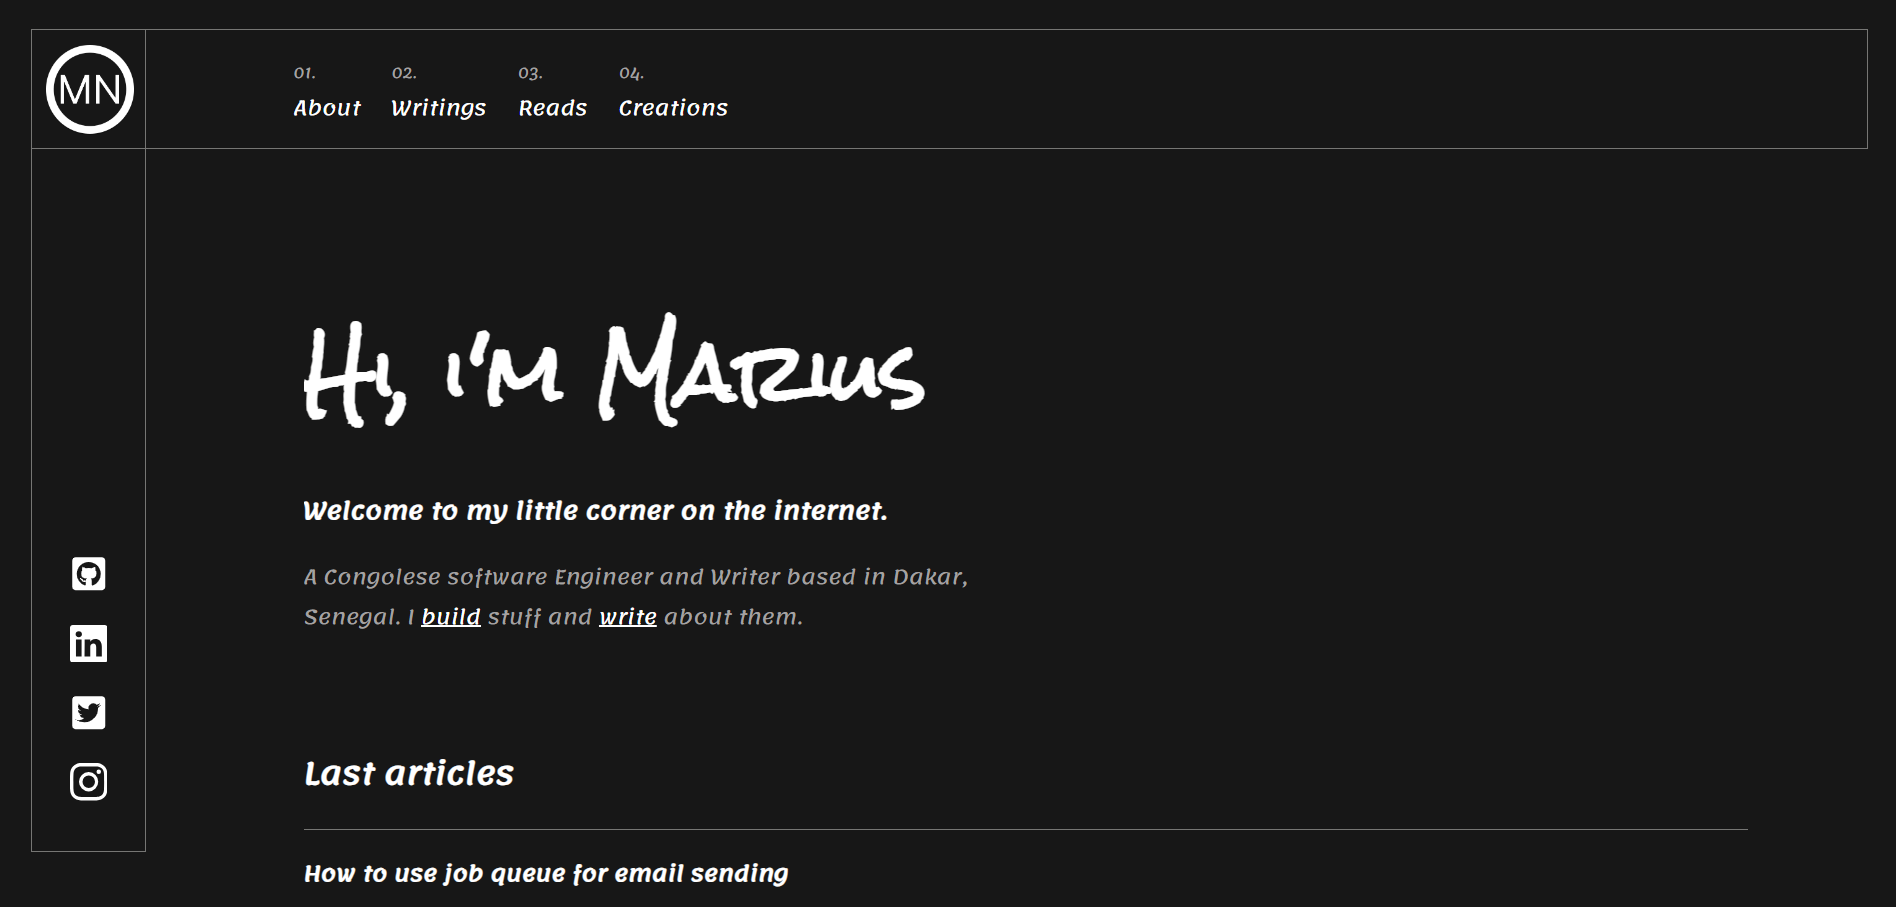 MN
01.
About
02.
Writings
03.
Reads
04.
Creations
Hi, i'm Marius
Welcome to my little corner on the internet.
A Congolese software Engineer and Writer based in Dakar,
Senegal. I build stuff and write about them.
in
Last articles
How to use job queue for email sending